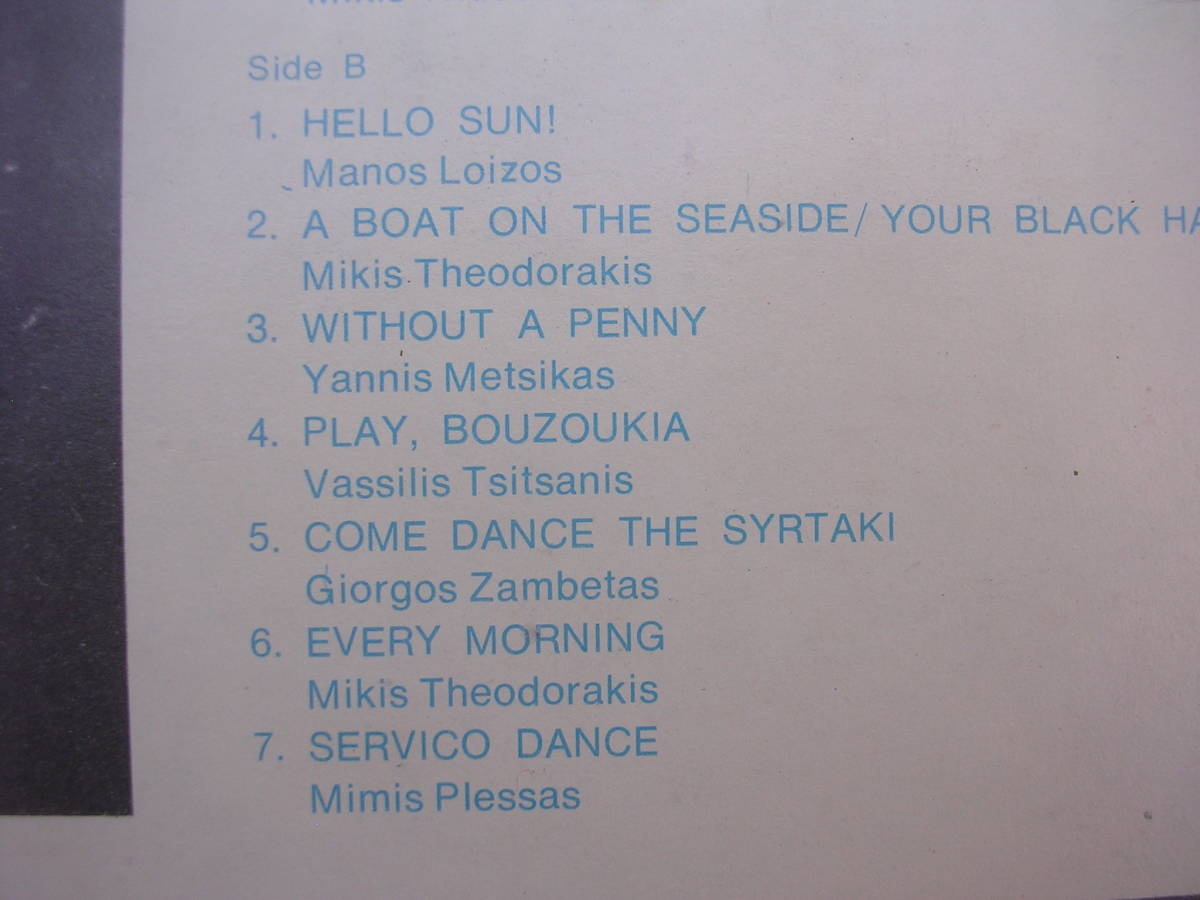 Mikis
Side B
1. HELLO SUN!
Manos Loizos
2. A BOAT ON THE SEASIDE/YOUR BLACK
Mikis Theodorakis
3. WITHOUT A PENNY
Yannis Metsikas
4. PLAY, BOUZOUKIA
Vassilis Tsitsanis
5. COME DANCE THE SYRTAKI
Giorgos Zambetas
6. EVERY MORNING
Mikis Theodorakis
7. SERVICO DANCE
Mimis Plessas